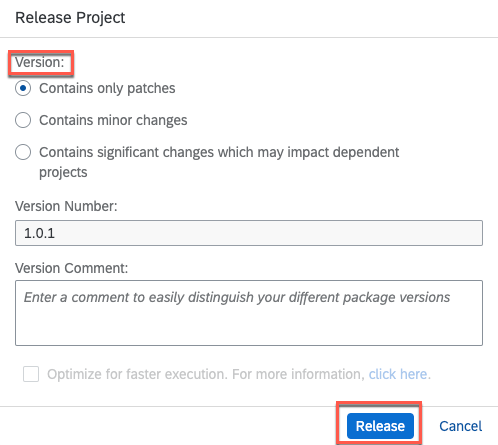 Release Project
Version:
Contains only patches
Contains minor changes
Contains significant changes which may impact dependent
projects
Version Number:
1.0.1
Version Comment:
Enter a comment to easily distinguish your different package versions
Optimize for faster execution. For more information, click here.
Release Cancel